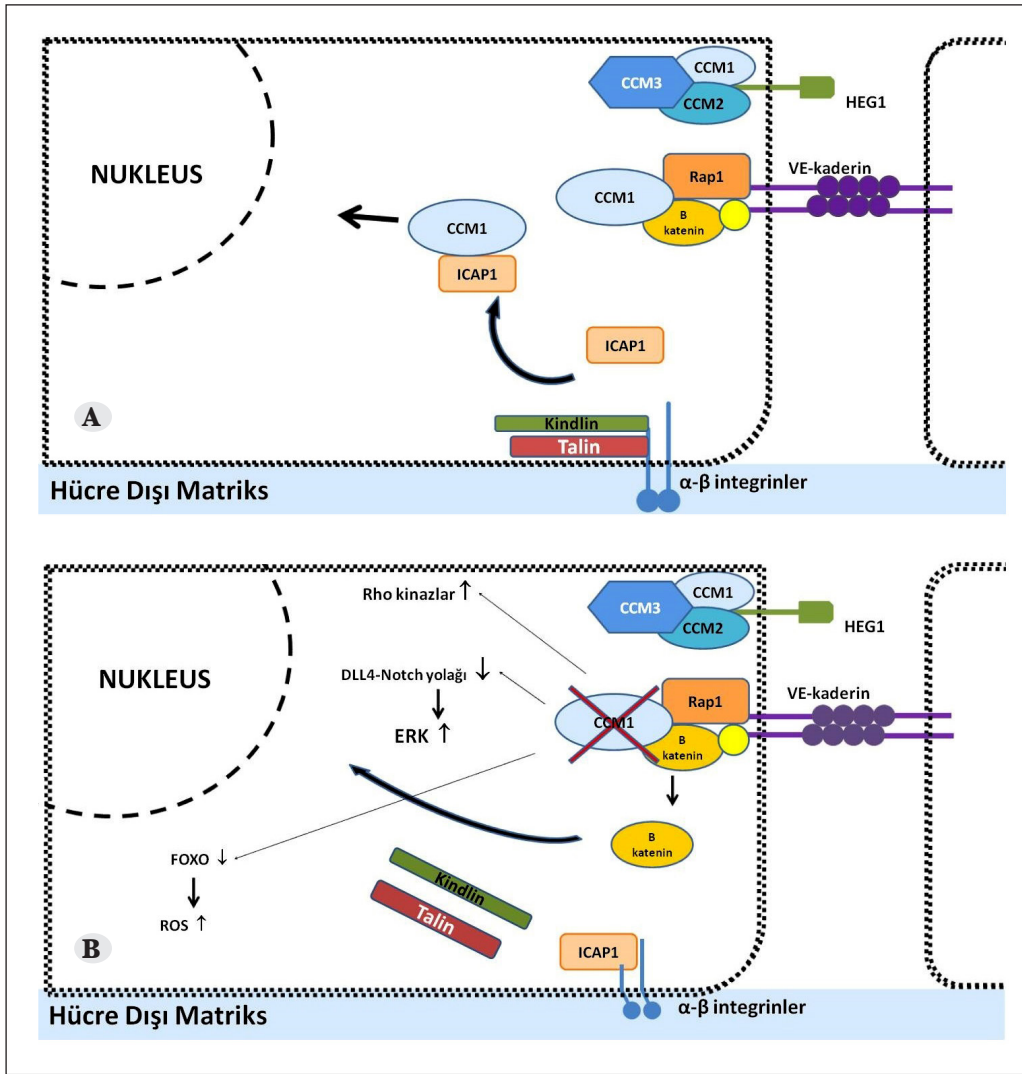 CCM3
CCM1
CCM2
HEG1
NUKLEUS
VE-kaderin
Rap1
CCM1
B
katenin
CCM1
ICAP1
ICAP1
A
Kindlin
Talin
Hücre Dışı Matriks
α-β integrinler
Rho kinazlar ↑
CCM3
CCM1
CCM2
HEG1
NUKLEUS
DLL4-Notch yolağı ↓
ERK ↑
CCM1
Rap1
B
katenin
VE-kaderin
B
katenin
FOXO ↓
ROS ↑
Kindlin
Talin
ICAP1
B
Hücre Dışı Matriks
α-β integrinler